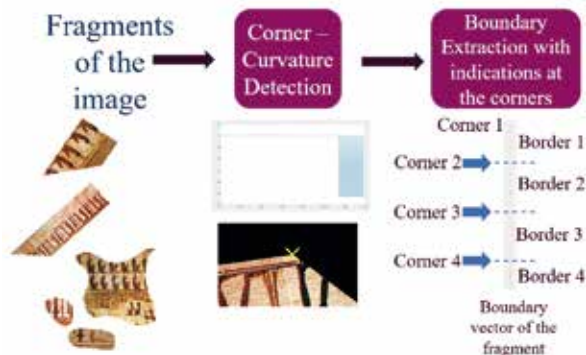 Fragments
of the
image
Corner –
Curvature
Detection
Boundary
Extraction with
indications at
the corners
Corner 1
Border 1
Corner 2
Border 2
Corner 3
Border 3
Corner 4
Border 4
Boundary
vector of the
fragment